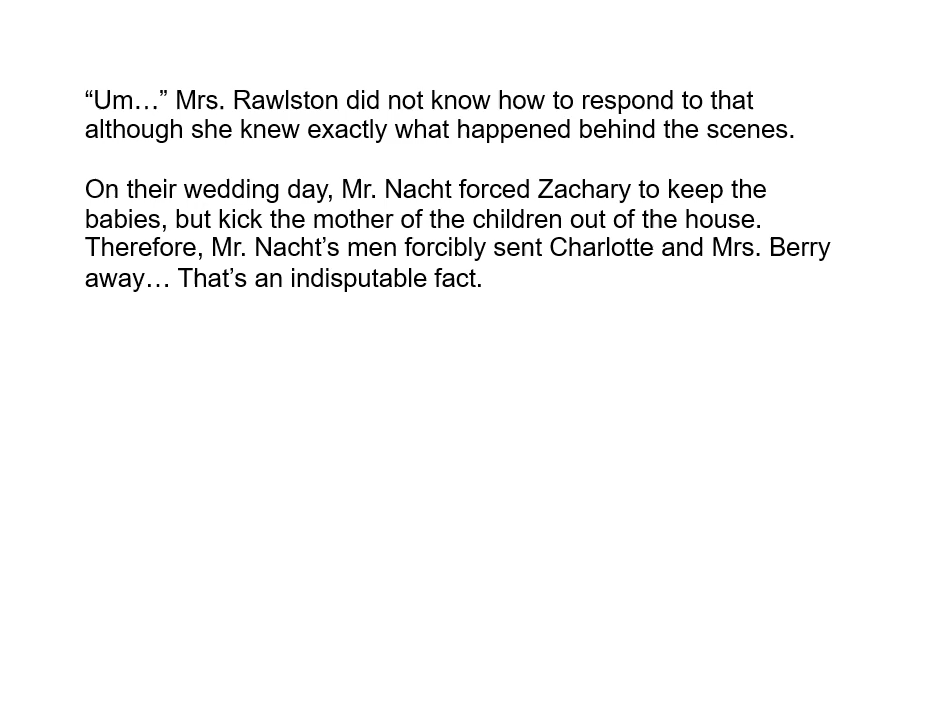 “Um…” Mrs. Rawlston did not know how to respond to that
although she knew exactly what happened behind the scenes.
On their wedding day, Mr. Nacht forced Zachary to keep the
babies, but kick the mother of the children out of the house.
Therefore, Mr. Nacht’s men forcibly sent Charlotte and Mrs. Berry
away… That’s an indisputable fact.